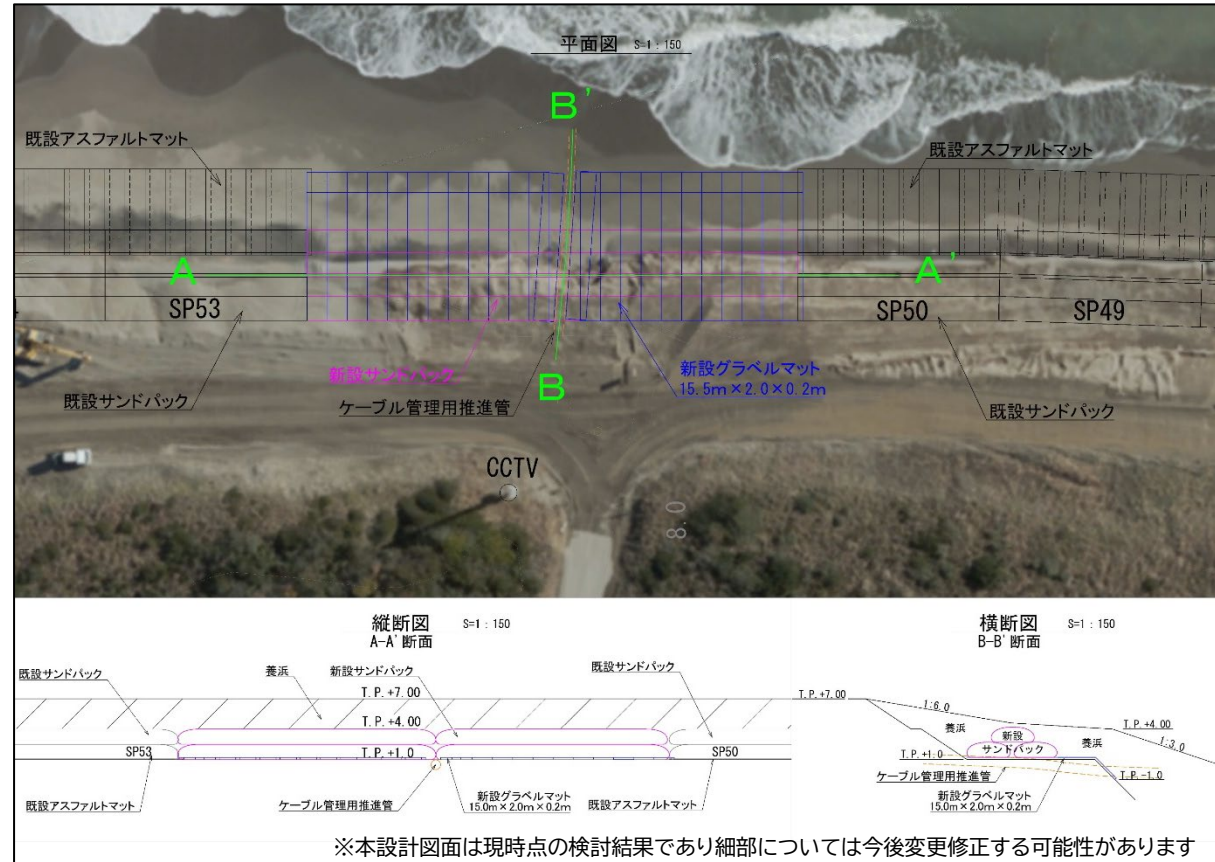 平面図 S=1:150
B'
既設アスファルトマット
既設アスファルトマット
A
A'
SP53
SP50
SP49
新設サンドパック
新設グラベルマット
15.5m×2.0×0.2m
B
既設サンドパック
ケーブル管理用推進管
既設サンドパック
CCTV
8.0
縦断図 S=1:150
A-A'断面
既設サンドパック
養浜
新設サンドパック
既設サンドパック
T.P.+7.00
T.P.+4.00
SP53
T.P.+1.0
SP50
既設アスファルトマット
ケーブル管理用推進管
新設グラベルマット
15.0m×2.0m×0.2m
既設アスファルトマット
横断図 S=1:150
B-B'断面
T.P.+7.00
1:6.0
T.P.+4.00
養浜
新設
サンドパック
養浜
1:3.0
T.P.+1.0
ケーブル管理用推進管
T.P.-1.0
新設グラベルマット
15.0m×2.0m×0.2m
※本設計図面は現時点の検討結果であり細部については今後変更修正する可能性があります